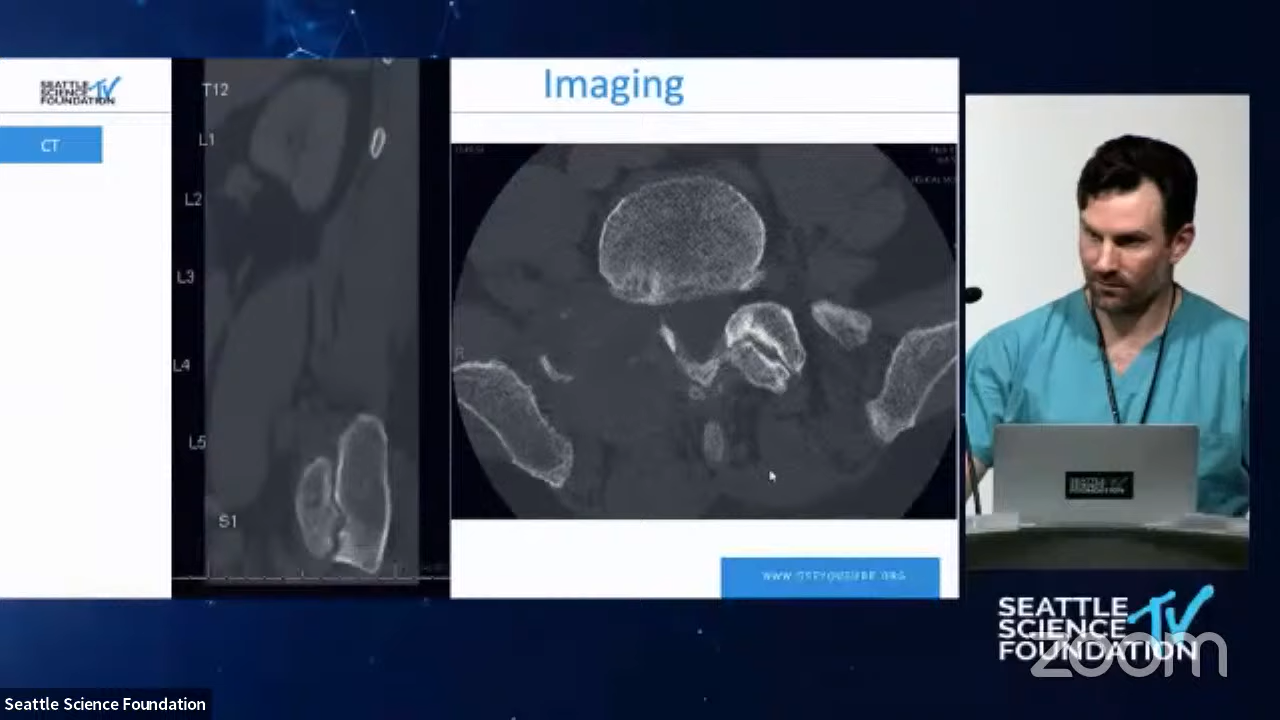 SEATTLE
SCIENCE TV
FOUNDATION
Imaging
CT
T12
L1
L2
L3
L4
L5
S1
R
SEATTLE
SCIENCE TV
FOUNDATION
zoom
Seattle Science Foundation